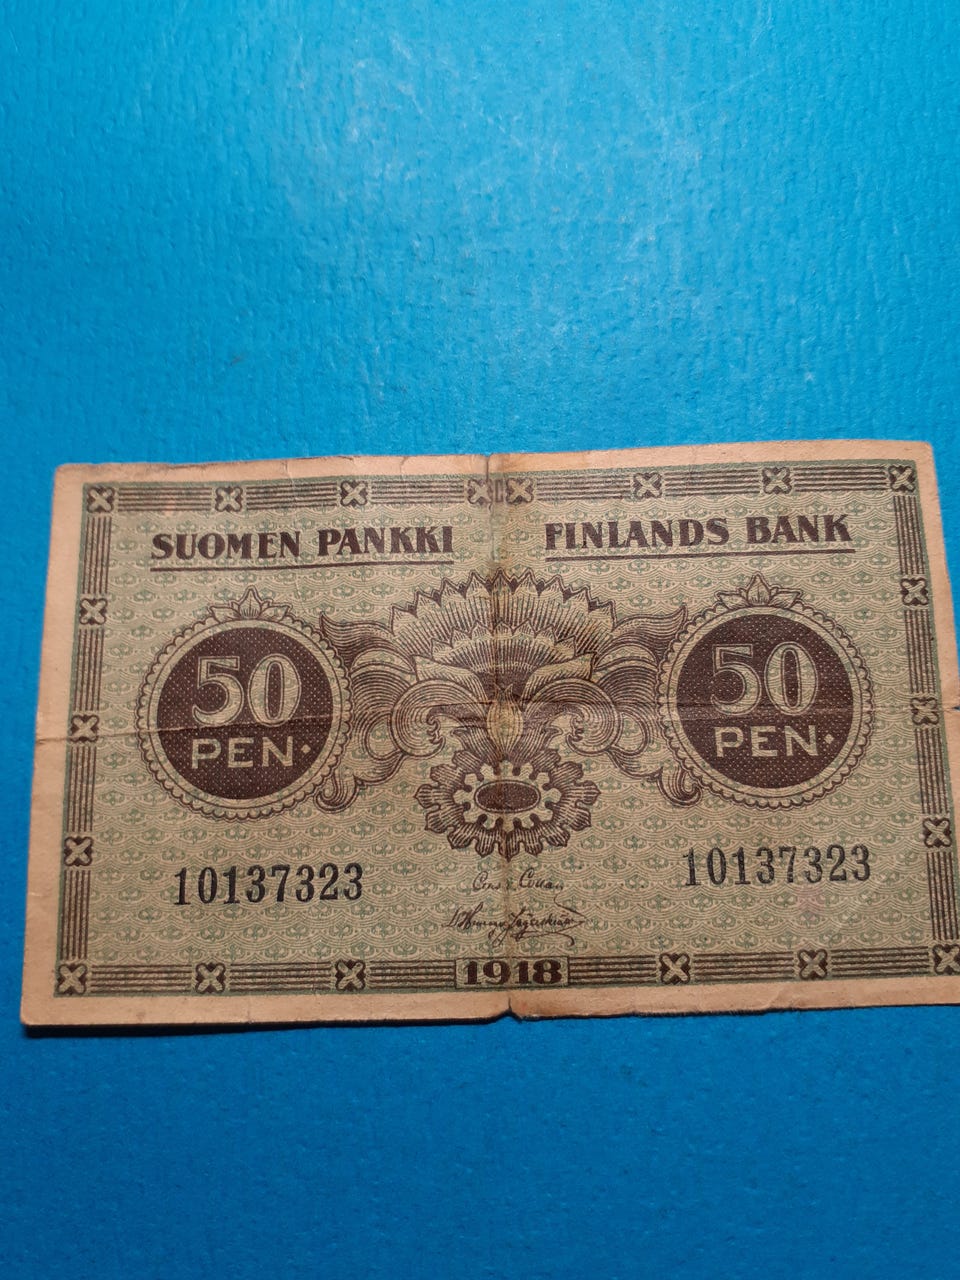 SUOMEN PANKKI FINLANDS BANK
50 50
PEN. PEN.
10137323 10137323
1918